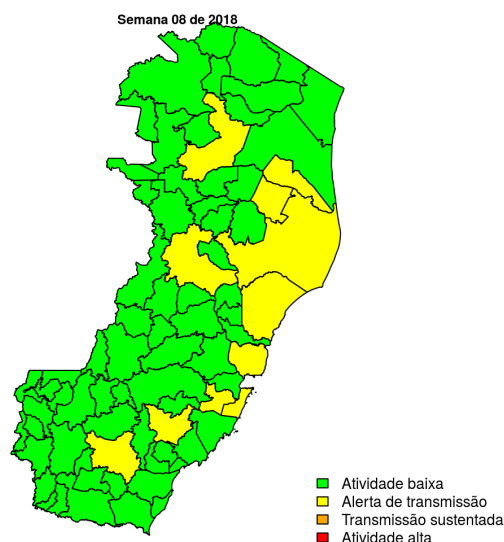 Semana 08 de 2018
Atividade baixa
Alerta de transmissão
Transmissão sustentada
Atividade alta